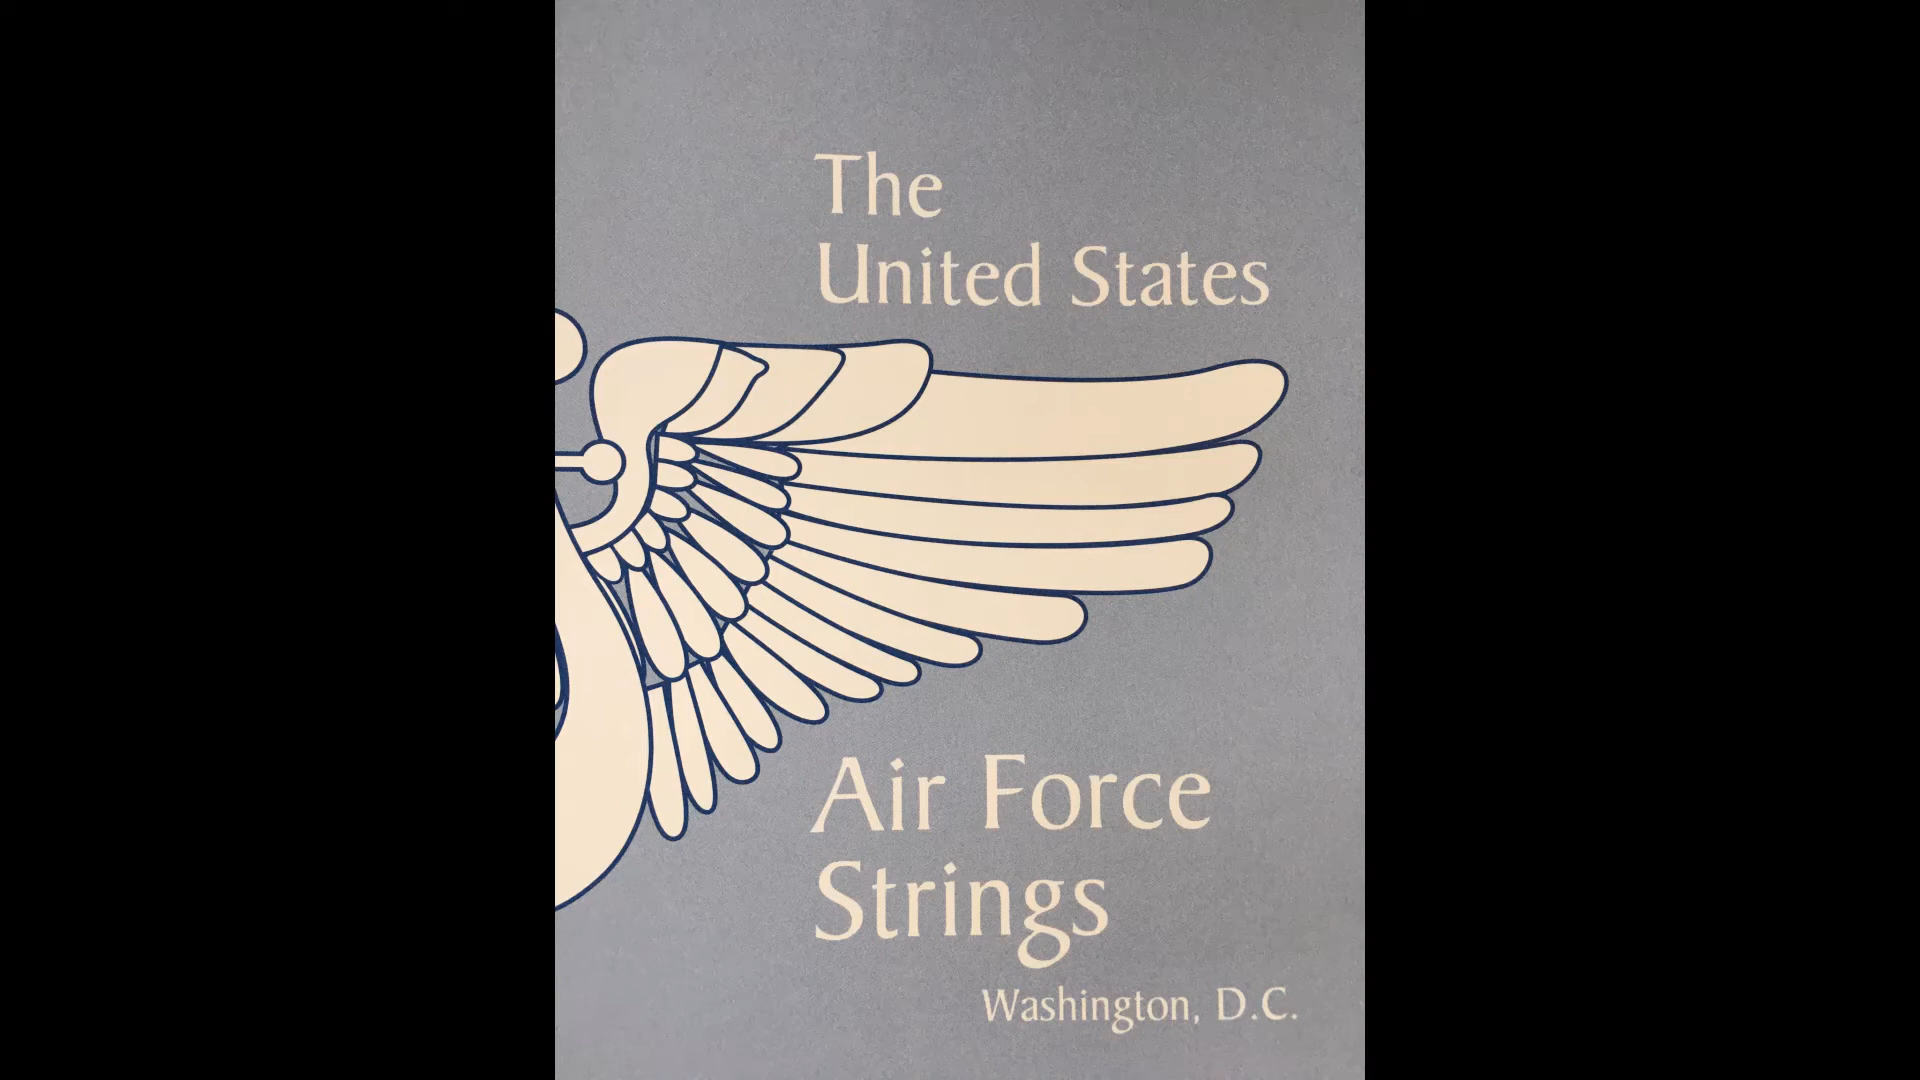 The
United States
Air Force
Strings
Washington, D.C.